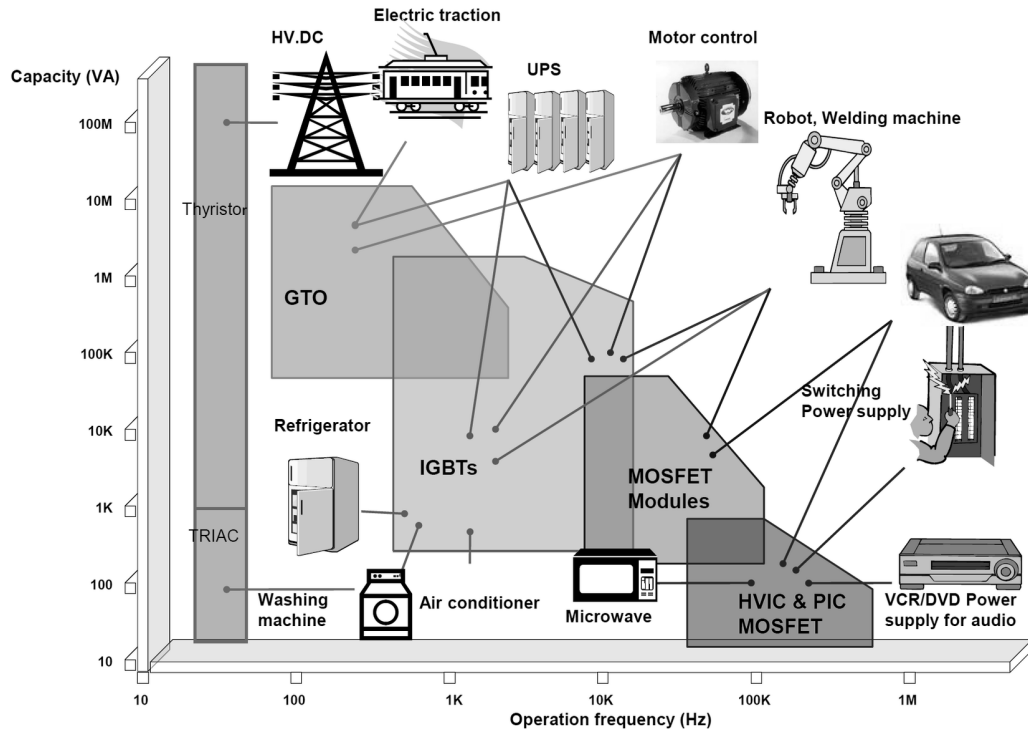 Electric traction
HV.DC
Motor control
UPS
Capacity (VA)
Robot, Welding machine
100M
10M
Thyristor
1M
GTO
100K
Switching
Power supply
10K
Refrigerator
IGBTs
MOSFET
Modules
1K
TRIAC
100
Washing
machine
Air conditioner
Microwave
HVIC & PIC
MOSFET
VCR/DVD Power
supply for audio
10
10
100
1K
10K
100K
1M
Operation frequency (Hz)